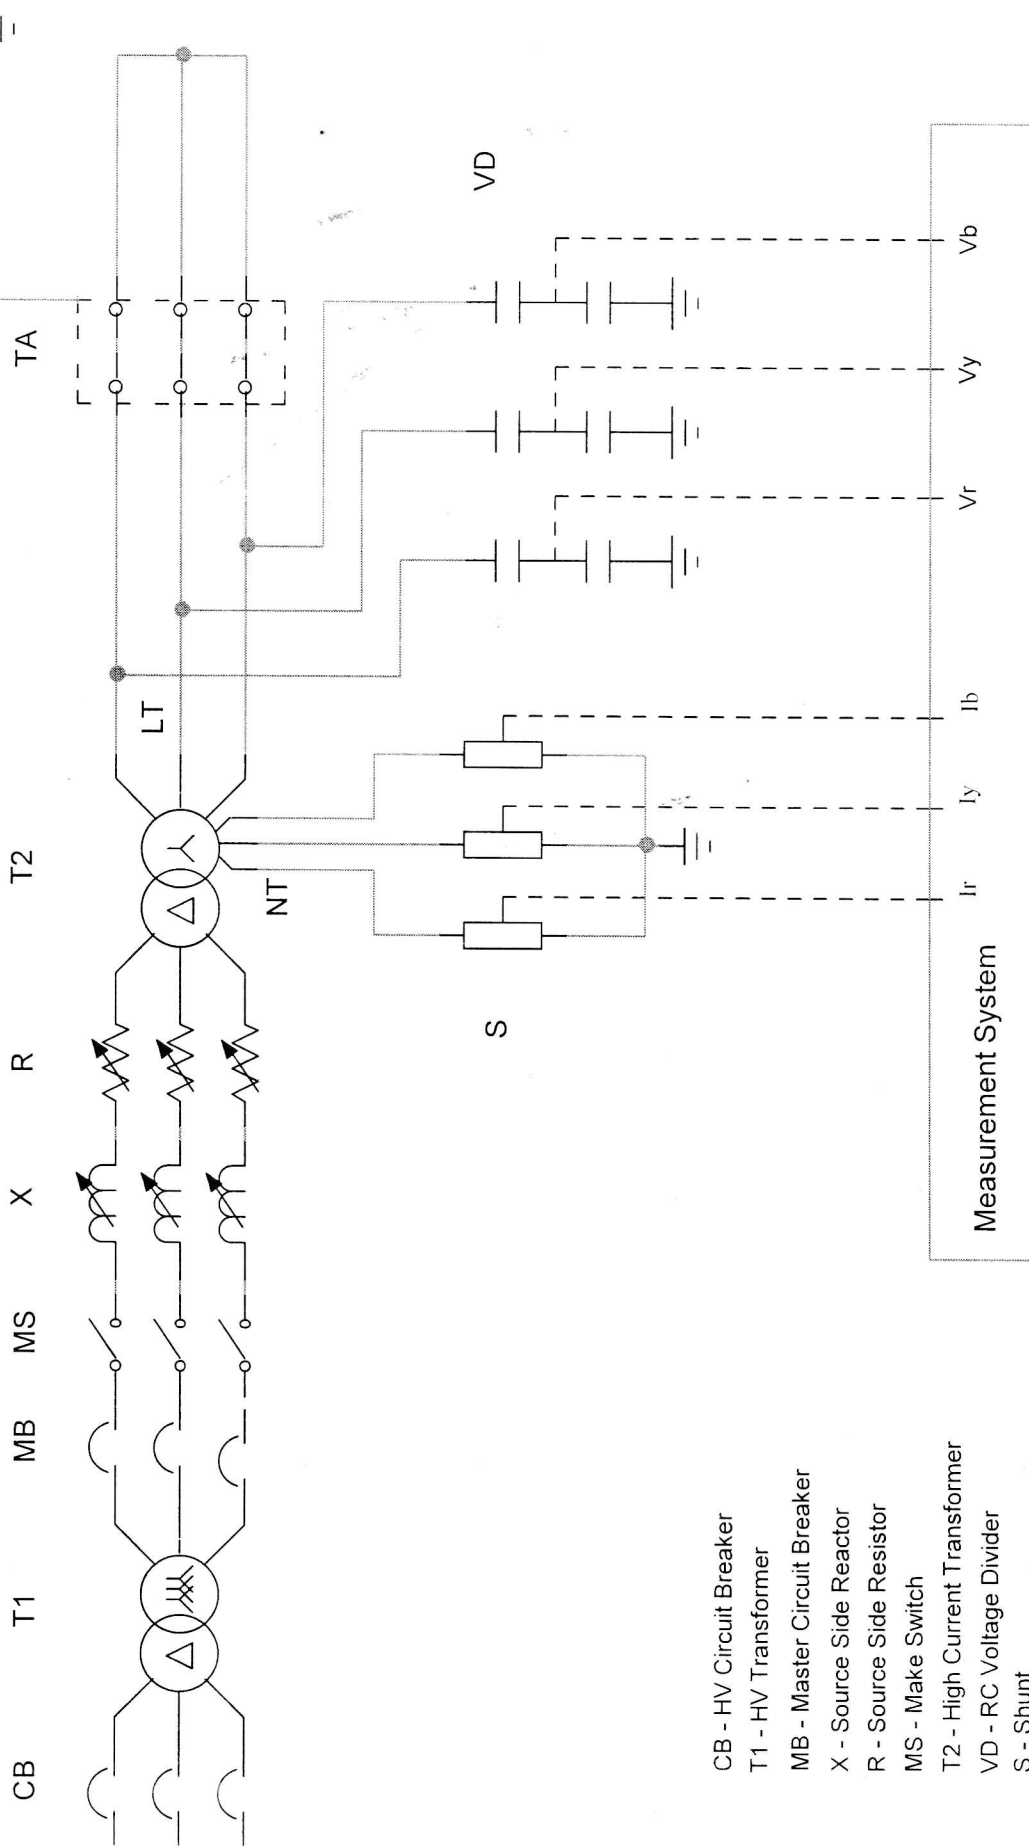 CB
T1
MB
MS
X
R
T2
TA
LT
NT
S
VD
Ir
Iy
Ib
Vr
Vy
Vb
Measurement System
CB - HV Circuit Breaker
T1 - HV Transformer
MB - Master Circuit Breaker
X - Source Side Reactor
R - Source Side Resistor
MS - Make Switch
T2 - High Current Transformer
VD - RC Voltage Divider
S - Shunt